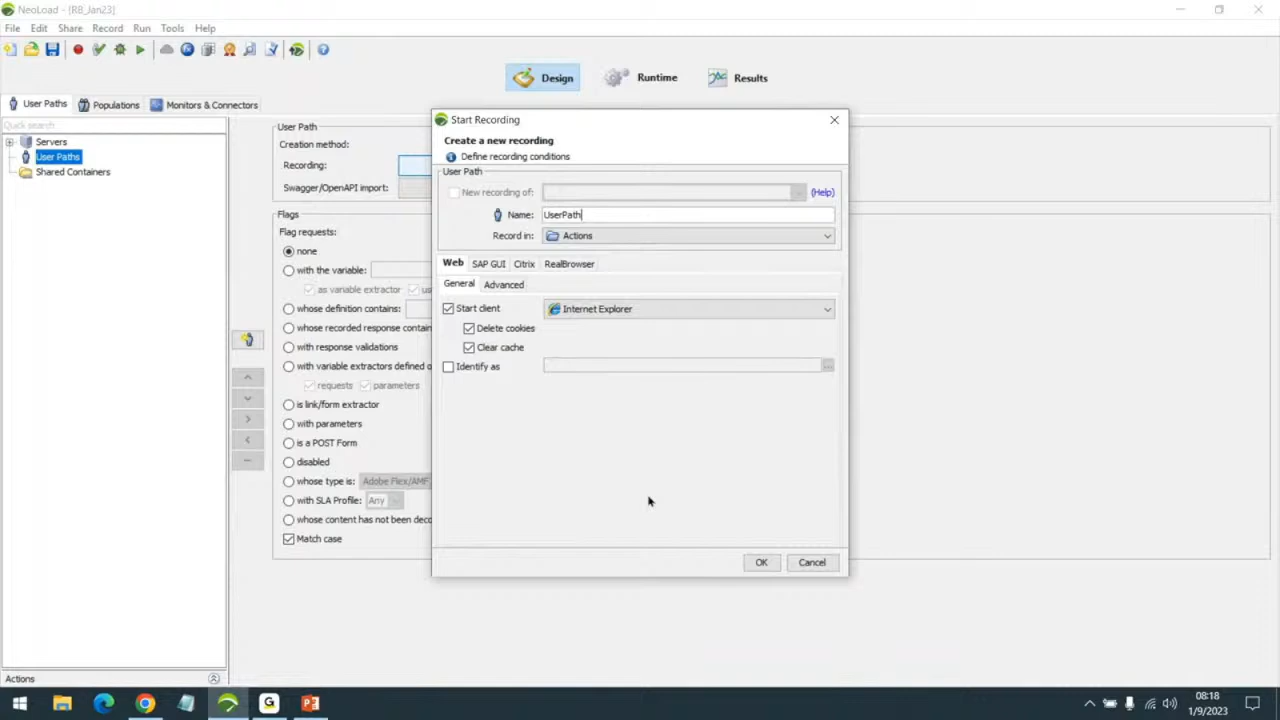 NeoLoad - [RB_Jan23]
File Edit Share Record Run Tools Help
Design Runtime Results
User Paths Populations Monitors & Connectors
Quick search
Servers
User Paths
Shared Containers
User Path
Creation method:
Recording:
Swagger/OpenAPI import:
Flags
Flag requests:
none
with the variable:
as variable extractor
whose definition contains:
whose recorded response contain
with response validations
with variable extractors defined o
requests parameters
is link/form extractor
with parameters
is a POST Form
disabled
whose type is: Adobe Flex/AMF
with SLA Profile: Any
whose content has not been deco
Match case
Start Recording
Create a new recording
Define recording conditions
User Path
New recording of: (Help)
Name: UserPath
Record in: Actions
Web SAP GUI Citrix RealBrowser
General Advanced
Start client Internet Explorer
Delete cookies
Clear cache
Identify as ...
OK Cancel
Actions
08:18
1/9/2023